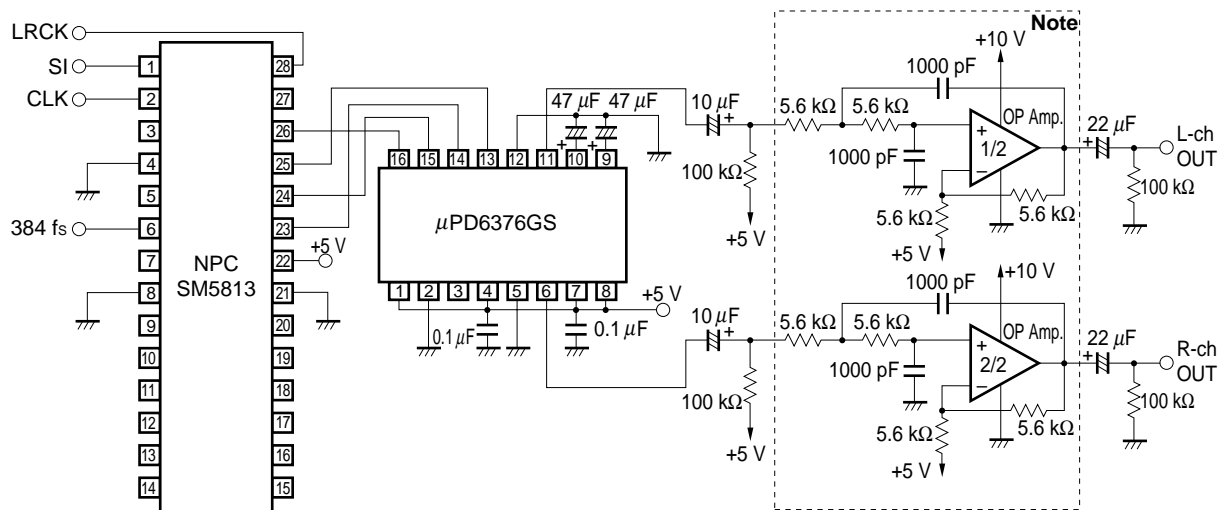 LRCK
SI
CLK
384 fs
1
2
3
4
5
6
7
8
9
10
11
12
13
14
28
27
26
25
24
23
22
21
20
19
18
17
16
15
NPC
SM5813
+5 V
47 μF 47 μF
16 15 14 13 12 11 10 9
+
+
μPD6376GS
1 2 3 4 5 6 7 8
+5 V
0.1 μF
0.1 μF
10 μF
+
100 kΩ
+5 V
Note
+10 V
1000 pF
5.6 kΩ
5.6 kΩ
OP Amp.
+
1/2
−
1000 pF
5.6 kΩ
5.6 kΩ
+5 V
22 μF
+
L-ch
OUT
100 kΩ
10 μF
+
100 kΩ
+5 V
+10 V
1000 pF
5.6 kΩ
5.6 kΩ
OP Amp.
+
2/2
−
1000 pF
5.6 kΩ
5.6 kΩ
+5 V
22 μF
+
R-ch
OUT
100 kΩ